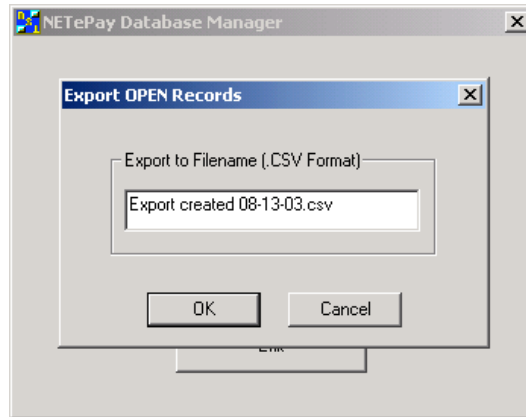 NETePay Database Manager
Export OPEN Records
Export to Filename (.CSV Format)
Export created 08-13-03.csv
OK Cancel